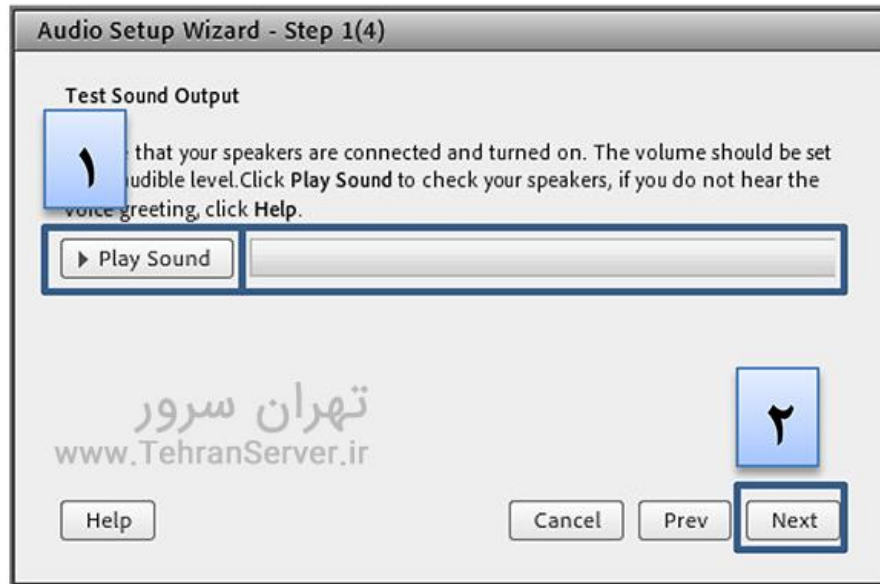 Audio Setup Wizard - Step 1(4)
Test Sound Output
۱
that your speakers are connected and turned on. The volume should be set
udible level.Click Play Sound to check your speakers, if you do not hear the
voice greeting, click Help.
Play Sound
تهران سرور
www.TehranServer.ir
۲
Help
Cancel
Prev
Next